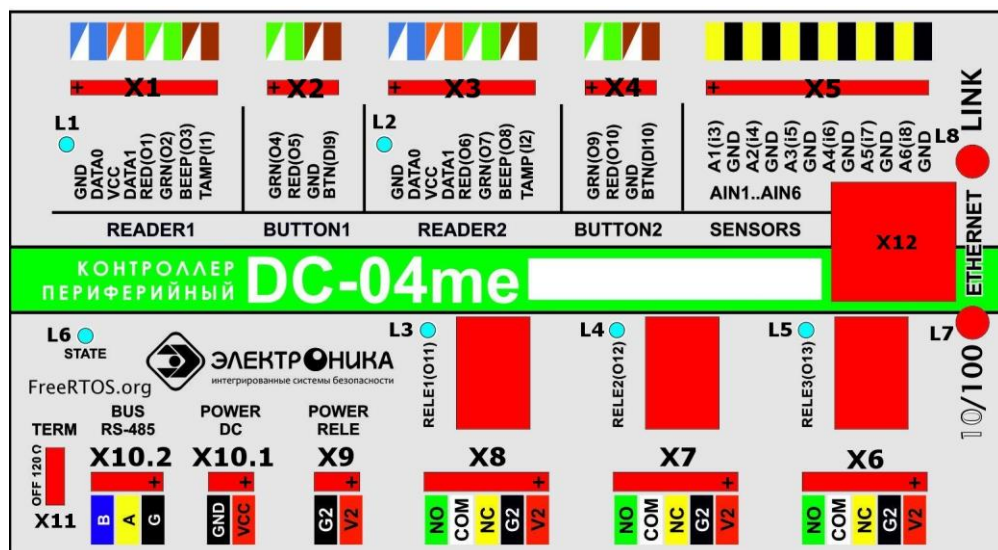 X1 X2 X3 X4 X5
L1 L2 L8 LINK
GND DATA0 VCC DATA1 RED(O1) GRN(O2) BEEP(O3) TAMP(I1)
GRN(O4) RED(O5) GND BTN(DI9)
GND DATA0 VCC DATA1 RED(O6) GRN(O7) BEEP(O8) TAMP(I2)
GRN(O9) RED(O10) GND BTN(DI10)
A1(i3) GND A2(i4) GND A3(i5) GND A4(i6) GND A5(i7) GND A6(i8) GND
AIN1..AIN6
READER1 BUTTON1 READER2 BUTTON2 SENSORS
X12
ETHERNET
КОНТРОЛЛЕР
ПЕРИФЕРИЙНЫЙ
DC-04me
L6 STATE
ЭЛЕКТРОНИКА
интегрированные системы безопасности
FreeRTOS.org
L3 RELE1(O11)
L4 RELE2(O12)
L5 RELE3(O13)
L7
10/100
TERM
OFF 120 Ω
X11
BUS
RS-485
X10.2
B A G
POWER
DC
X10.1
GND VCC
POWER
RELE
X9
G2 V2
X8
NO COM NC G2 V2
X7
NO COM NC G2 V2
X6
NO COM NC G2 V2